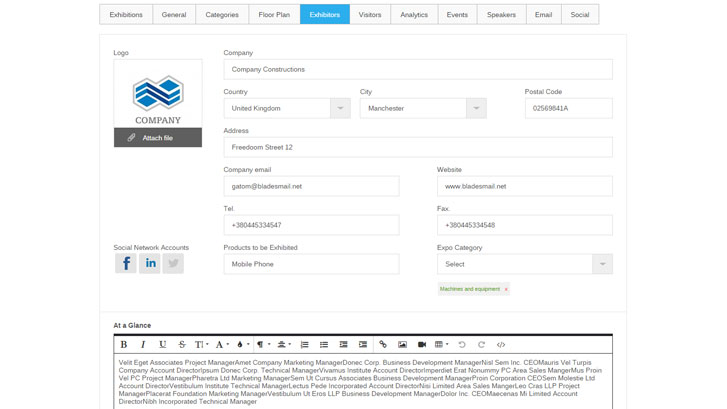 Exhibitions General Categories Floor Plan Exhibitors Visitors Analytics Events Speakers Email Social
Logo
COMPANY
Attach file
Company
Company Constructions
Country City Postal Code
United Kingdom Manchester 02569841A
Address
Freedoom Street 12
Company email Website
gatom@bladesmail.net www.bladesmail.net
Tel. Fax.
+380445334547 +380445334548
Social Network Accounts Products to be Exhibited Expo Category
f in Mobile Phone Select
Machines and equipment x
At a Glance
B I U S TI A ¶ </>
Velit Eget Associates Project ManagerAmet Company Marketing ManagerDonec Corp. Business Development ManagerNisl Sem Inc. CEOMauris Vel Turpis
Company Account DirectorIpsum Donec Corp. Technical ManagerVivamus Institute Account DirectorImperdiet Erat Nonummy PC Area Sales MangerMus Proin
Vel PC Project ManagerPharetra Ltd Marketing ManagerSem Ut Cursus Associates Business Development ManagerProin Corporation CEOSem Molestie Ltd
Account DirectorVestibulum Institute Technical ManagerLectus Pede Incorporated Account DirectorNisi Limited Area Sales MangerLeo Cras LLP Project
ManagerPlacerat Foundation Marketing ManagerVestibulum Ut Eros LLP Business Development ManagerDolor Inc. CEOMaecenas Mi Limited Account
DirectorNibh Incorporated Technical Manager